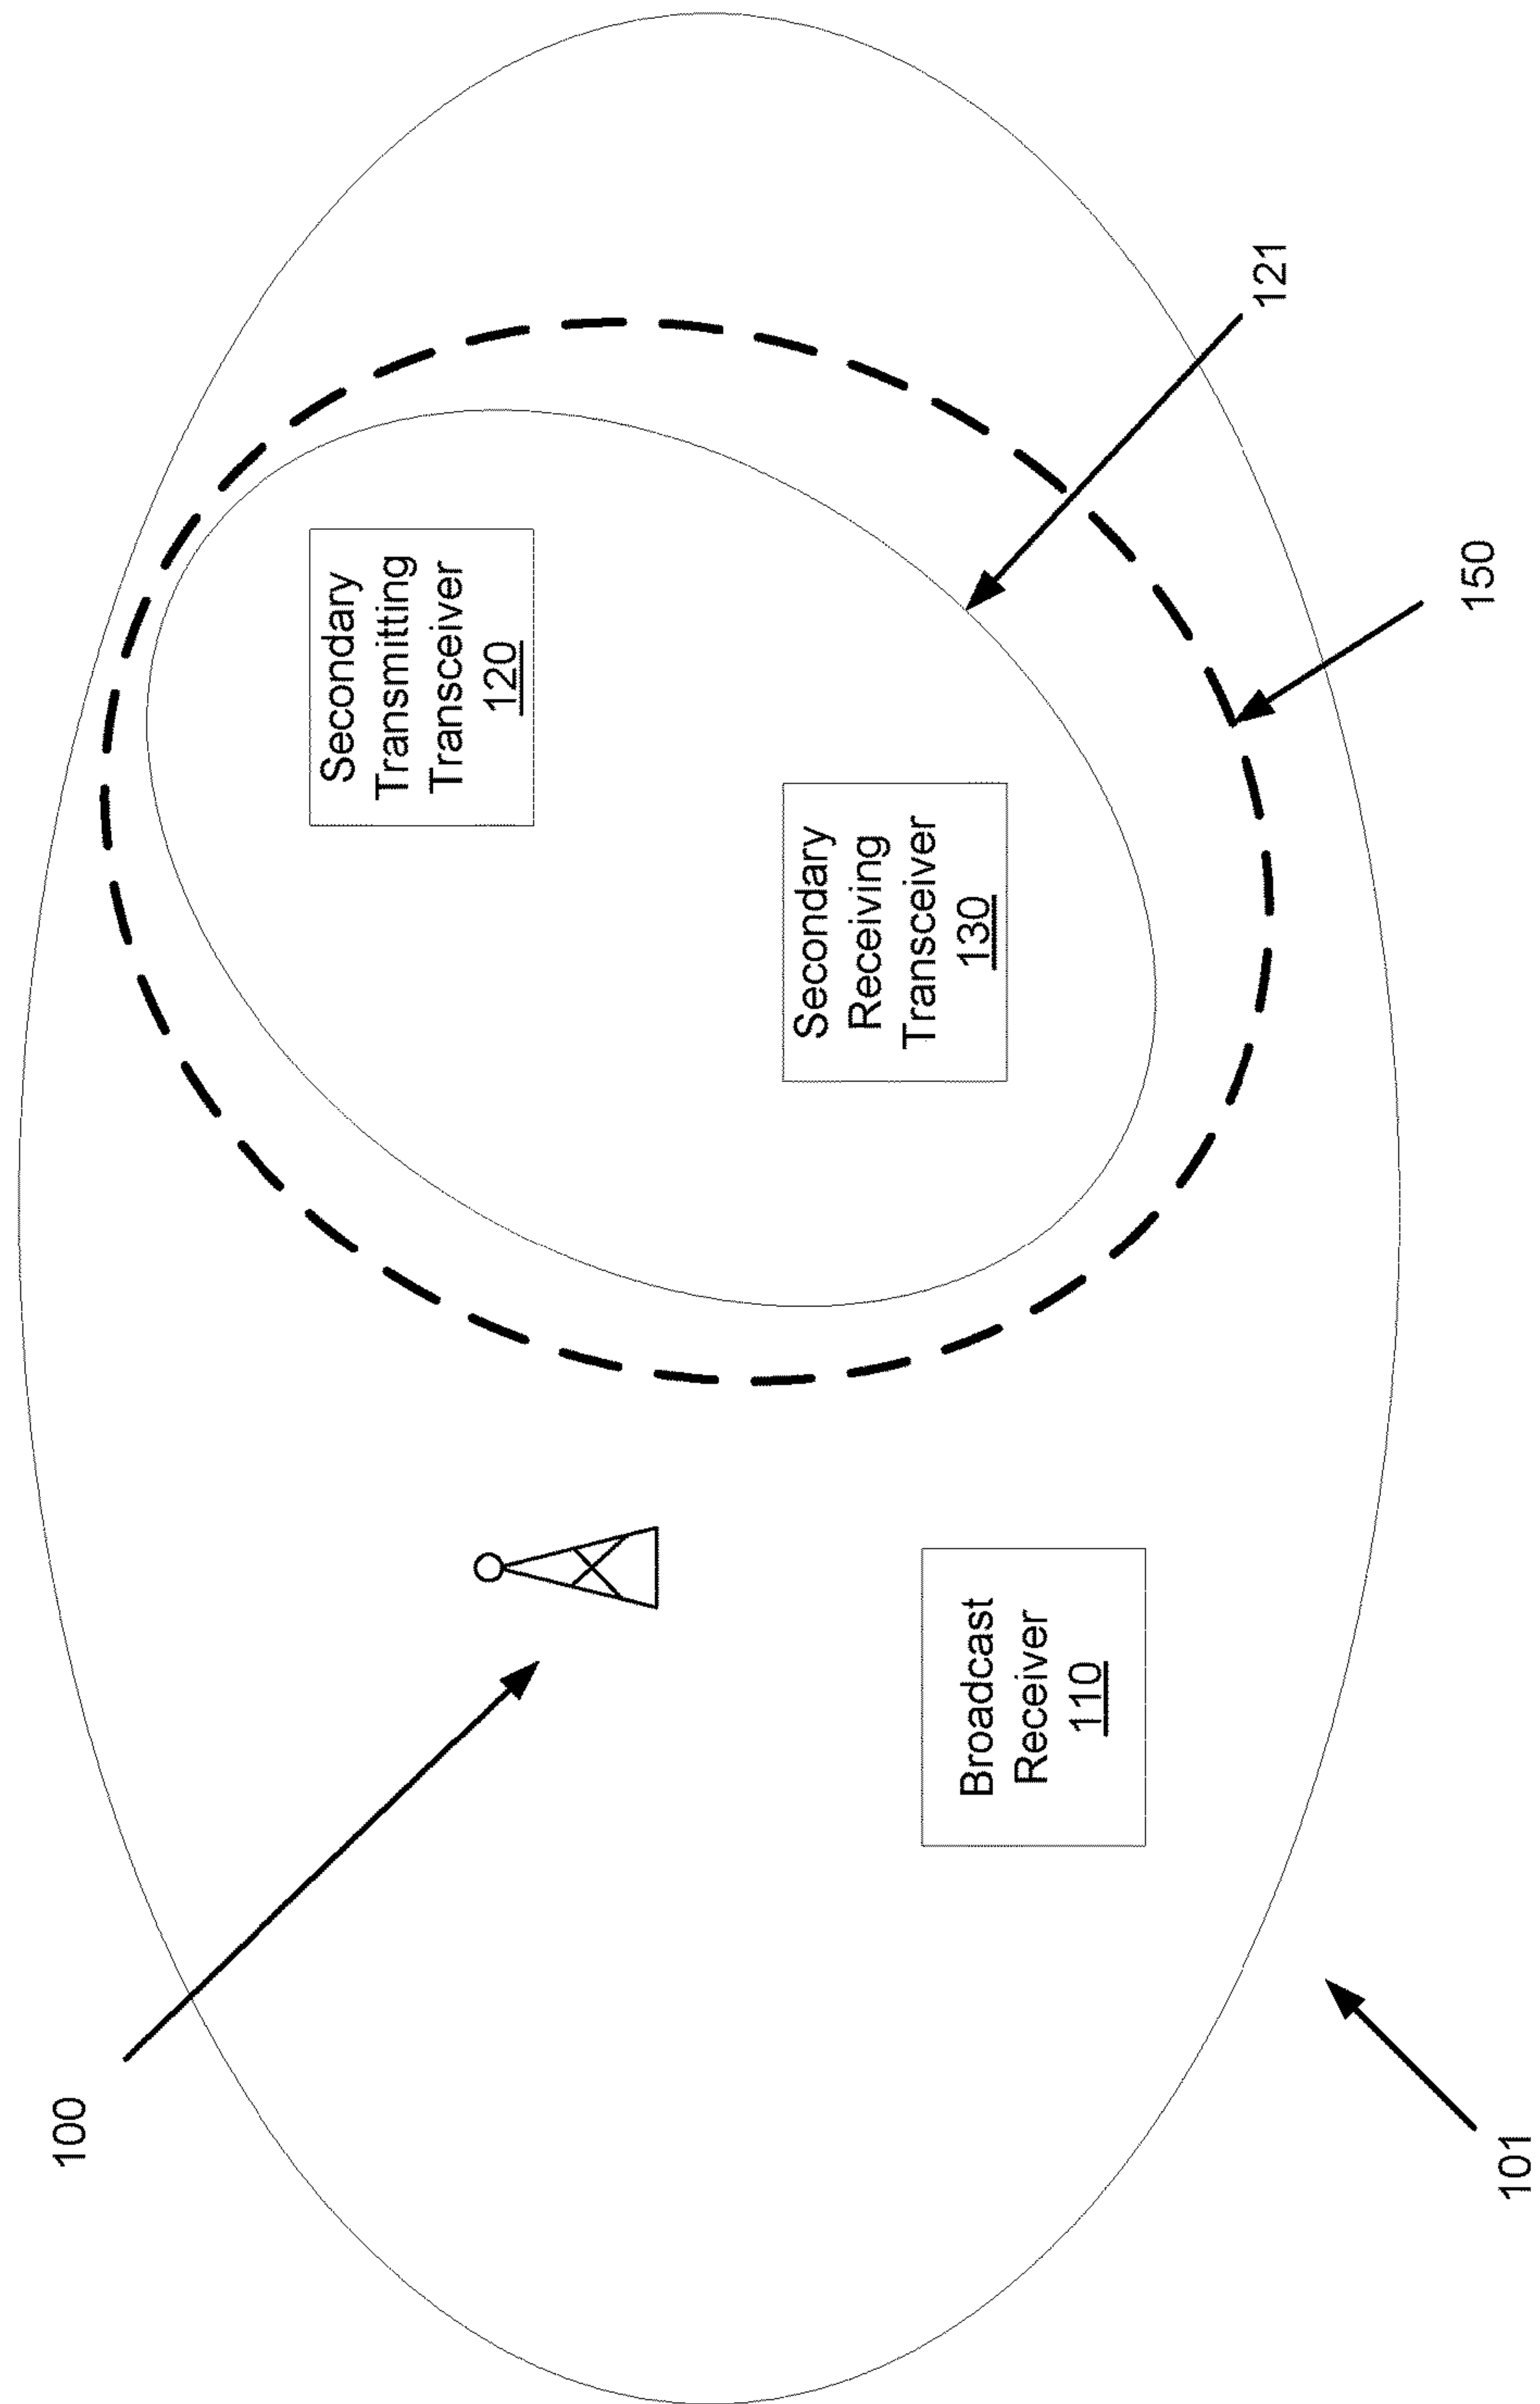 100
Secondary
Transmitting
Transceiver
120
Secondary
Receiving
Transceiver
130
Broadcast
Receiver
110
121
150
101